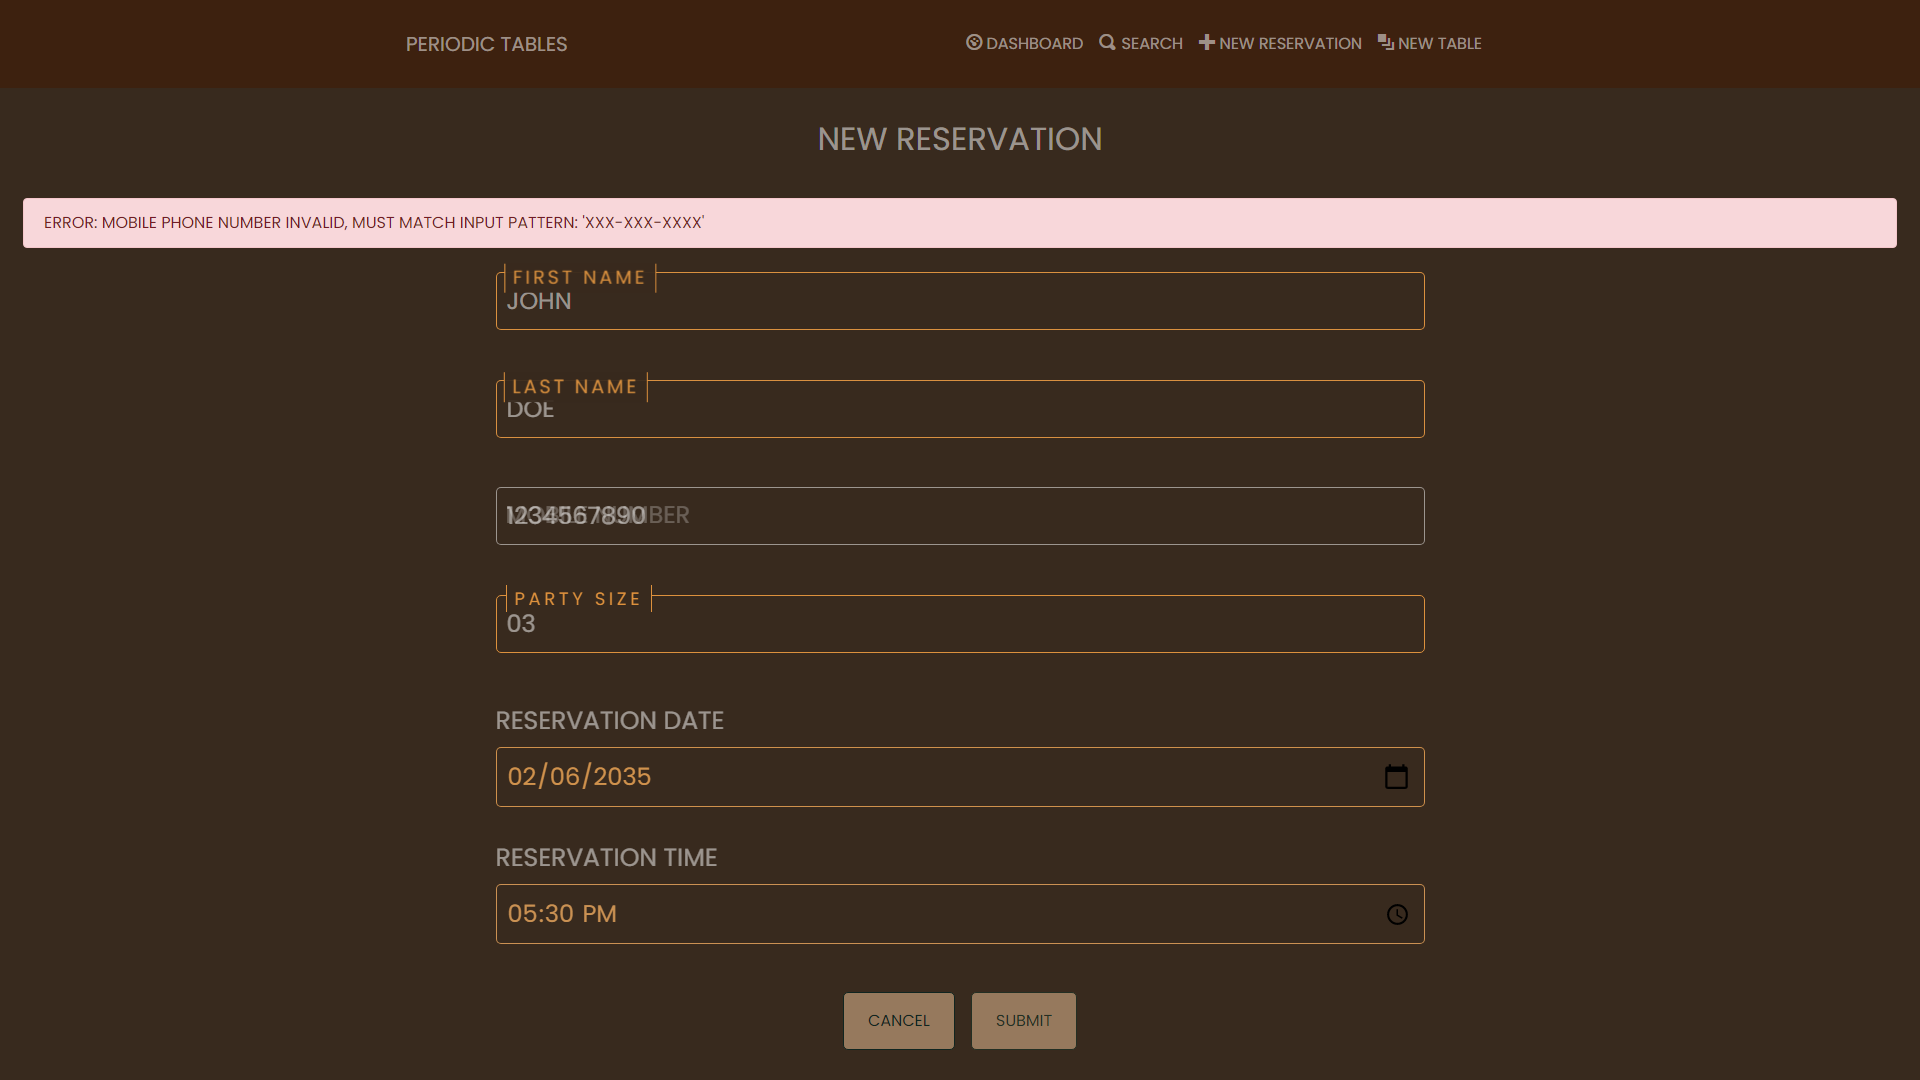 PERIODIC TABLES
DASHBOARD SEARCH NEW RESERVATION NEW TABLE
NEW RESERVATION
ERROR: MOBILE PHONE NUMBER INVALID, MUST MATCH INPUT PATTERN: 'XXX-XXX-XXXX'
FIRST NAME
JOHN
LAST NAME
DOE
MOBILE NUMBER
1234567890
PARTY SIZE
03
RESERVATION DATE
02/06/2035
RESERVATION TIME
05:30 PM
CANCEL SUBMIT